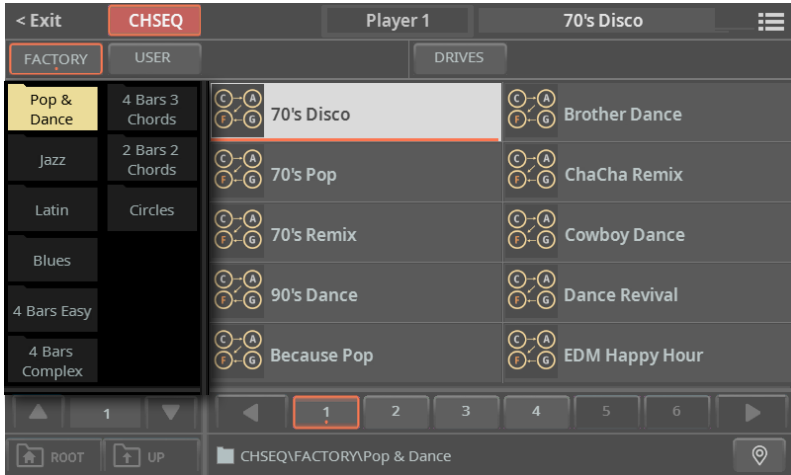 < Exit
CHSEQ
Player 1
70's Disco
FACTORY
USER
DRIVES
Pop &
Dance
4 Bars 3
Chords
Jazz
2 Bars 2
Chords
Latin
Circles
Blues
4 Bars Easy
4 Bars
Complex
C A
F G
70's Disco
C A
F G
Brother Dance
C A
F G
70's Pop
C A
F G
ChaCha Remix
C A
F G
70's Remix
C A
F G
Cowboy Dance
C A
F G
90's Dance
C A
F G
Dance Revival
C A
F G
Because Pop
C A
F G
EDM Happy Hour
1
1
2
3
4
5
6
ROOT
UP
CHSEQ\FACTORY\Pop & Dance